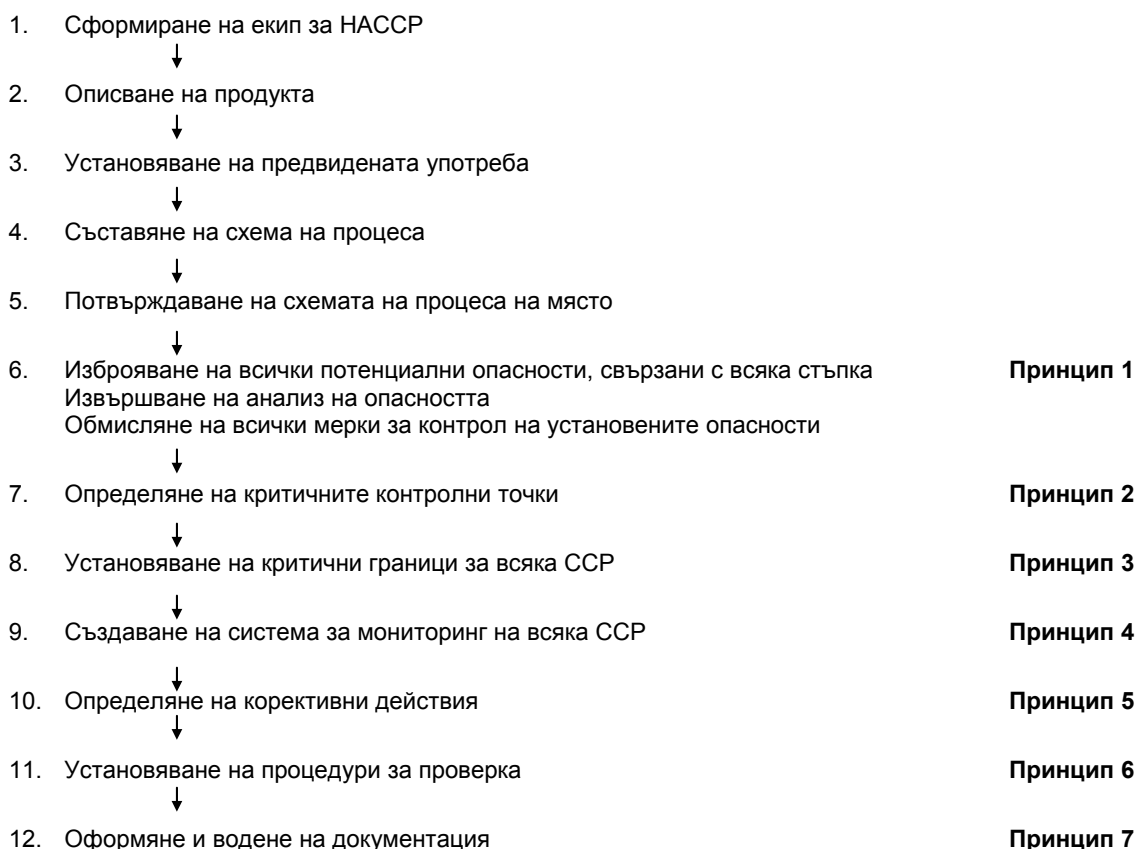 1. Сформиране на екип за НАССР
2. Описване на продукта
3. Установяване на предвидената употреба
4. Съставяне на схема на процеса
5. Потвърждаване на схемата на процеса на място
6. Изброяване на всички потенциални опасности, свързани с всяка стъпка Принцип 1
Извършване на анализ на опасността
Обмисляне на всички мерки за контрол на установените опасности
7. Определяне на критичните контролни точки Принцип 2
8. Установяване на критични граници за всяка ССР Принцип 3
9. Създаване на система за мониторинг на всяка ССР Принцип 4
10. Определяне на корективни действия Принцип 5
11. Установяване на процедури за проверка Принцип 6
12. Оформяне и водене на документация Принцип 7